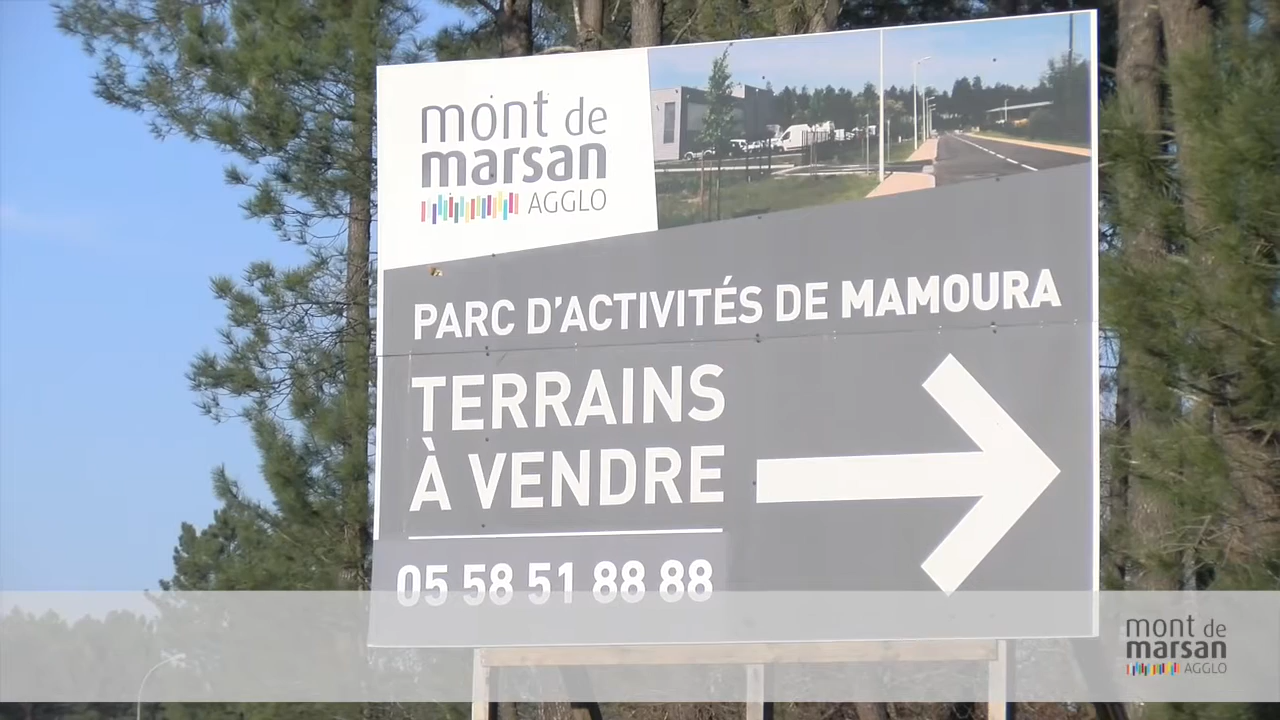 mont de
marsan
AGGLO
PARC D'ACTIVITÉS DE MAMOURA
TERRAINS
À VENDRE
05 58 51 88 88
mont de
marsan
AGGLO